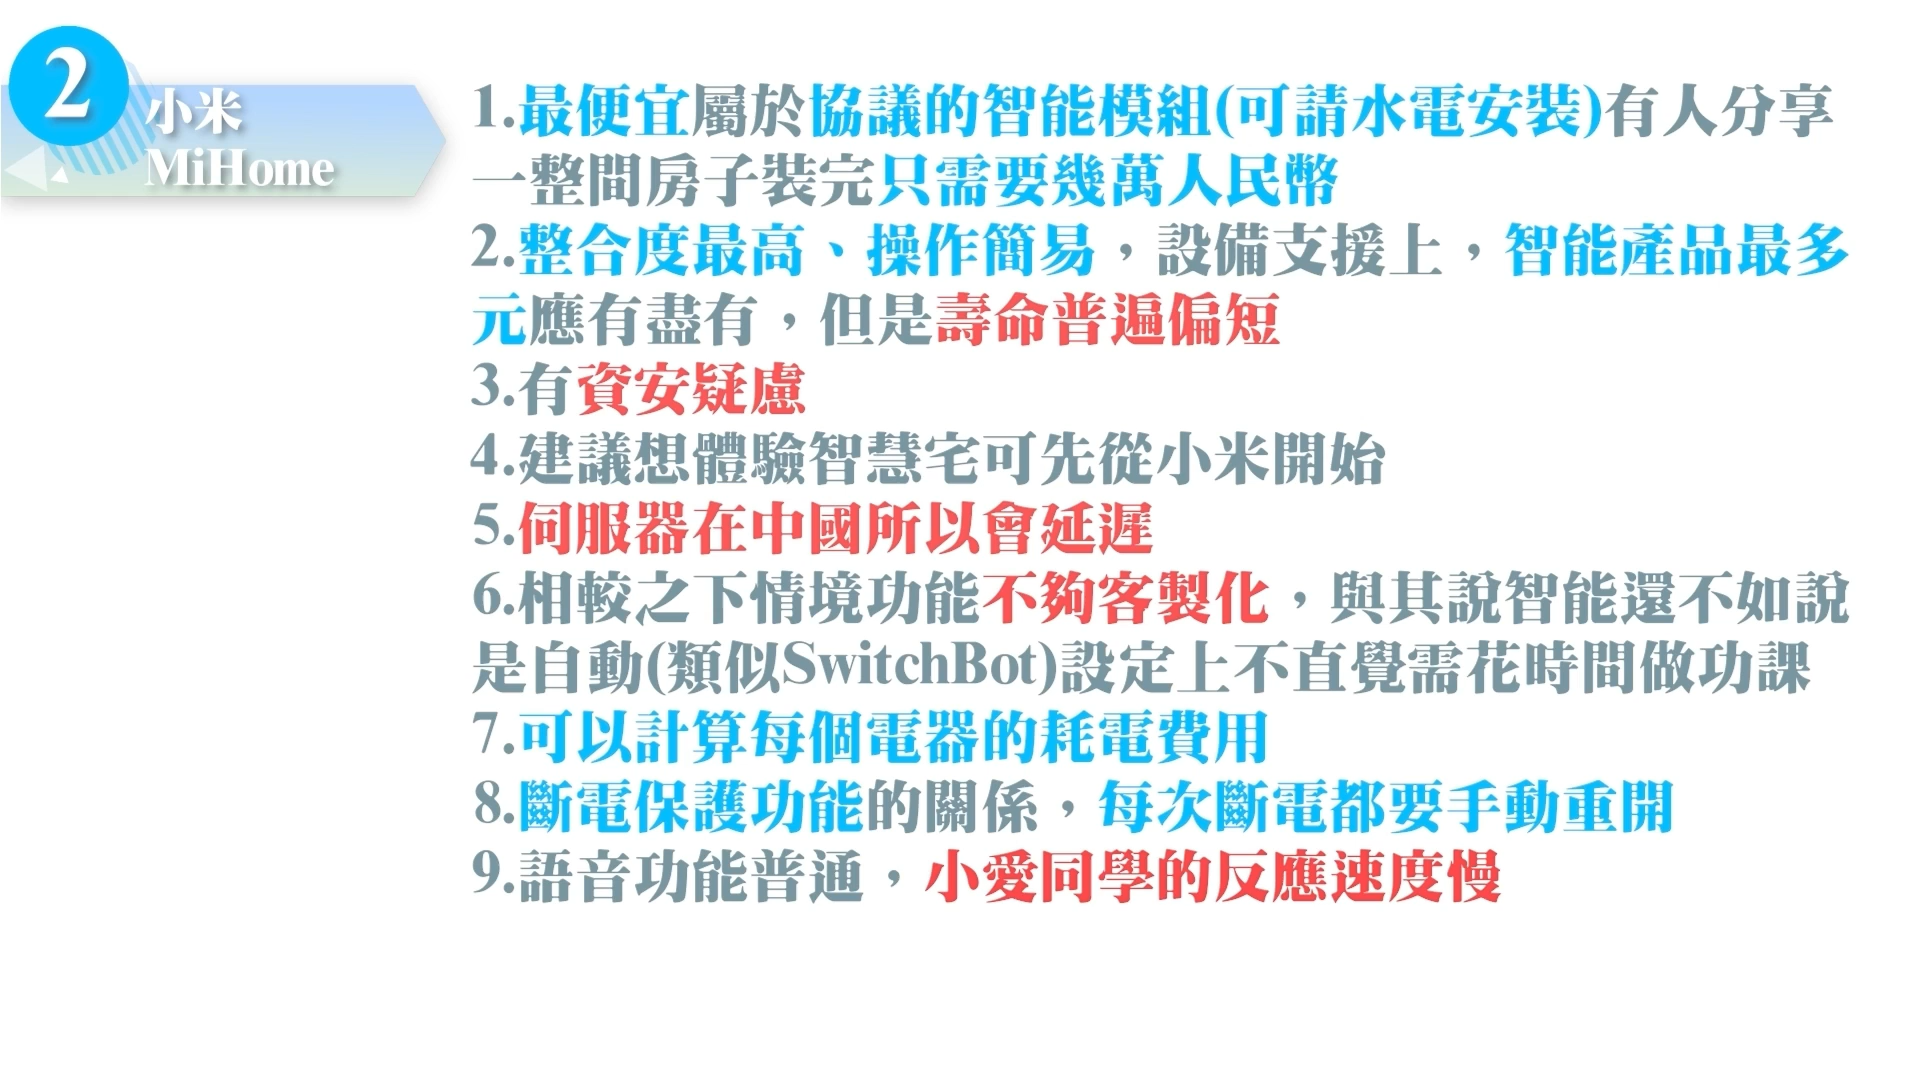 2
小米
MiHome
1.最便宜屬於協議的智能模組(可請水電安裝)有人分享
一整間房子裝完只需要幾萬人民幣
2.整合度最高、操作簡易，設備支援上，智能產品最多
元應有盡有，但是壽命普遍偏短
3.有資安疑慮
4.建議想體驗智慧宅可先從小米開始
5.伺服器在中國所以會延遲
6.相較之下情境功能不夠客製化，與其說智能還不如說
是自動(類似SwitchBot)設定上不直覺需花時間做功課
7.可以計算每個電器的耗電費用
8.斷電保護功能的關係，每次斷電都要手動重開
9.語音功能普通，小愛同學的反應速度慢